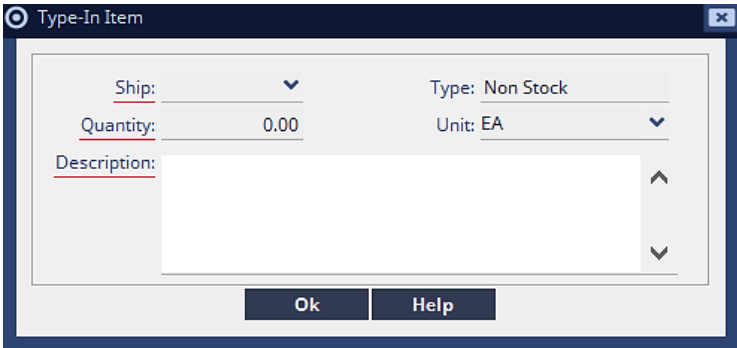 Type-In Item
Ship: Type: Non Stock
Quantity: 0.00 Unit: EA
Description:
Ok Help